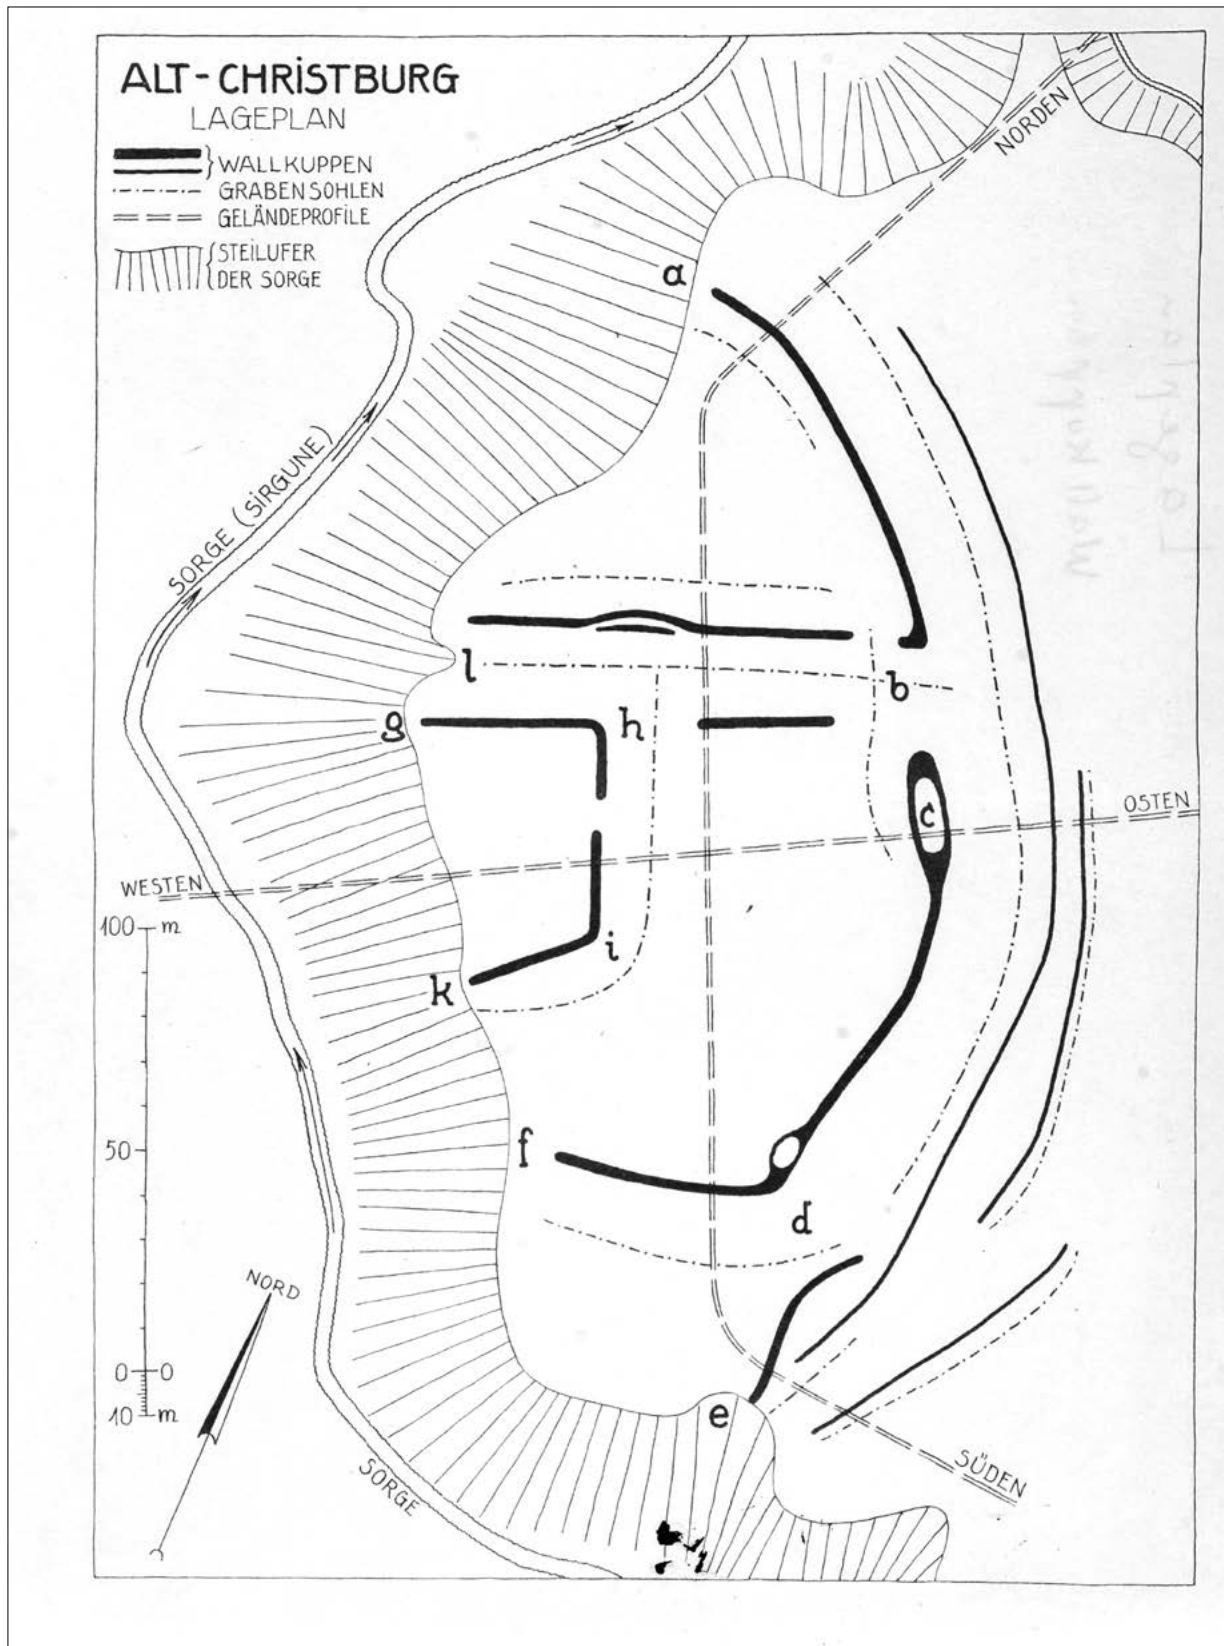 ALT-CHRISTBURG
LAGEPLAN
WALLKUPPEN
GRABENSOHLEN
GELÄNDEPROFILE
STEILUFER
DER SORGE
NORDEN
a
SORGE (SIRGUNE)
l
b
g
h
c
OSTEN
WESTEN
100 m
i
k
50
f
d
NORD
0 0
10 m
e
SORGE
SÜDEN